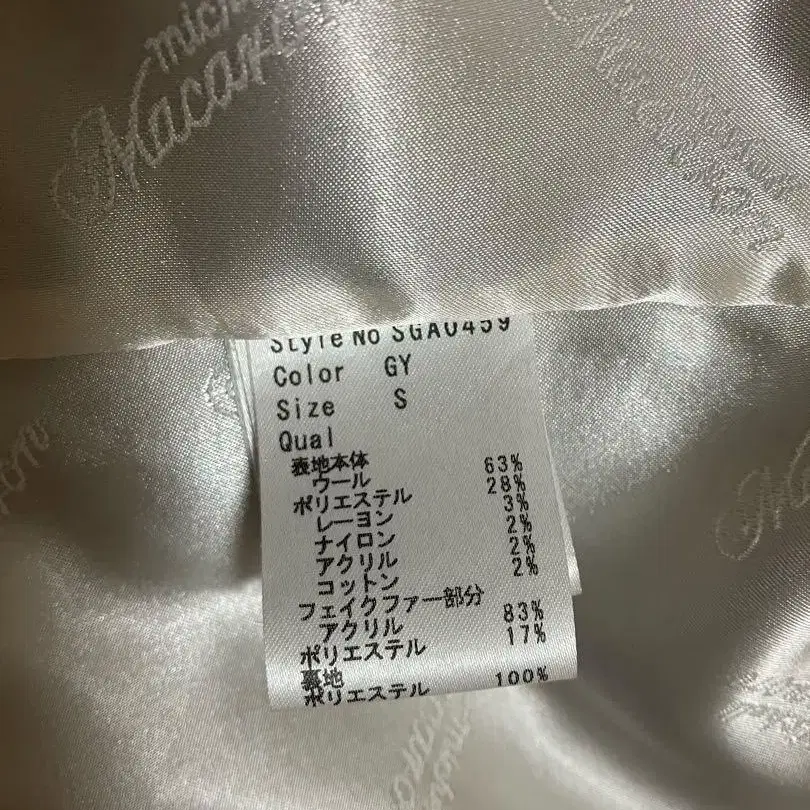 Macaron
Style No SGA0459
Color GY
Size S
Qual
表地本体
ウール 63%
ポリエステル 28%
レーヨン 3%
ナイロン 2%
アクリル 2%
コットン 2%
フェイクファー部分
アクリル 83%
ポリエステル 17%
裏地
ポリエステル 100%